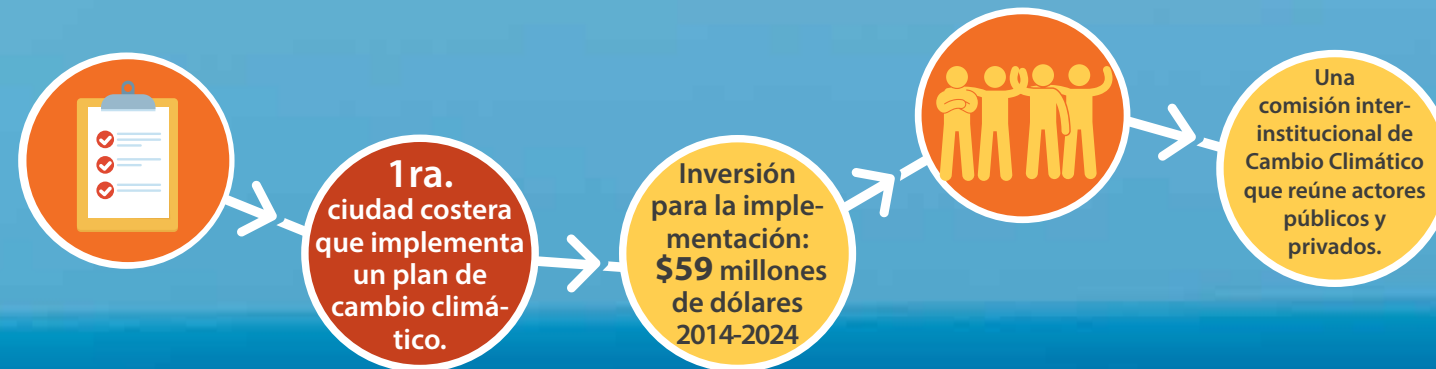 1ra.
ciudad costera
que implementa
un plan de
cambio climá-
tico.
Inversión
para la imple-
mentación:
$59 millones
de dólares
2014-2024
Una
comisión inter-
institucional de
Cambio Climático
que reúne actores
públicos y
privados.